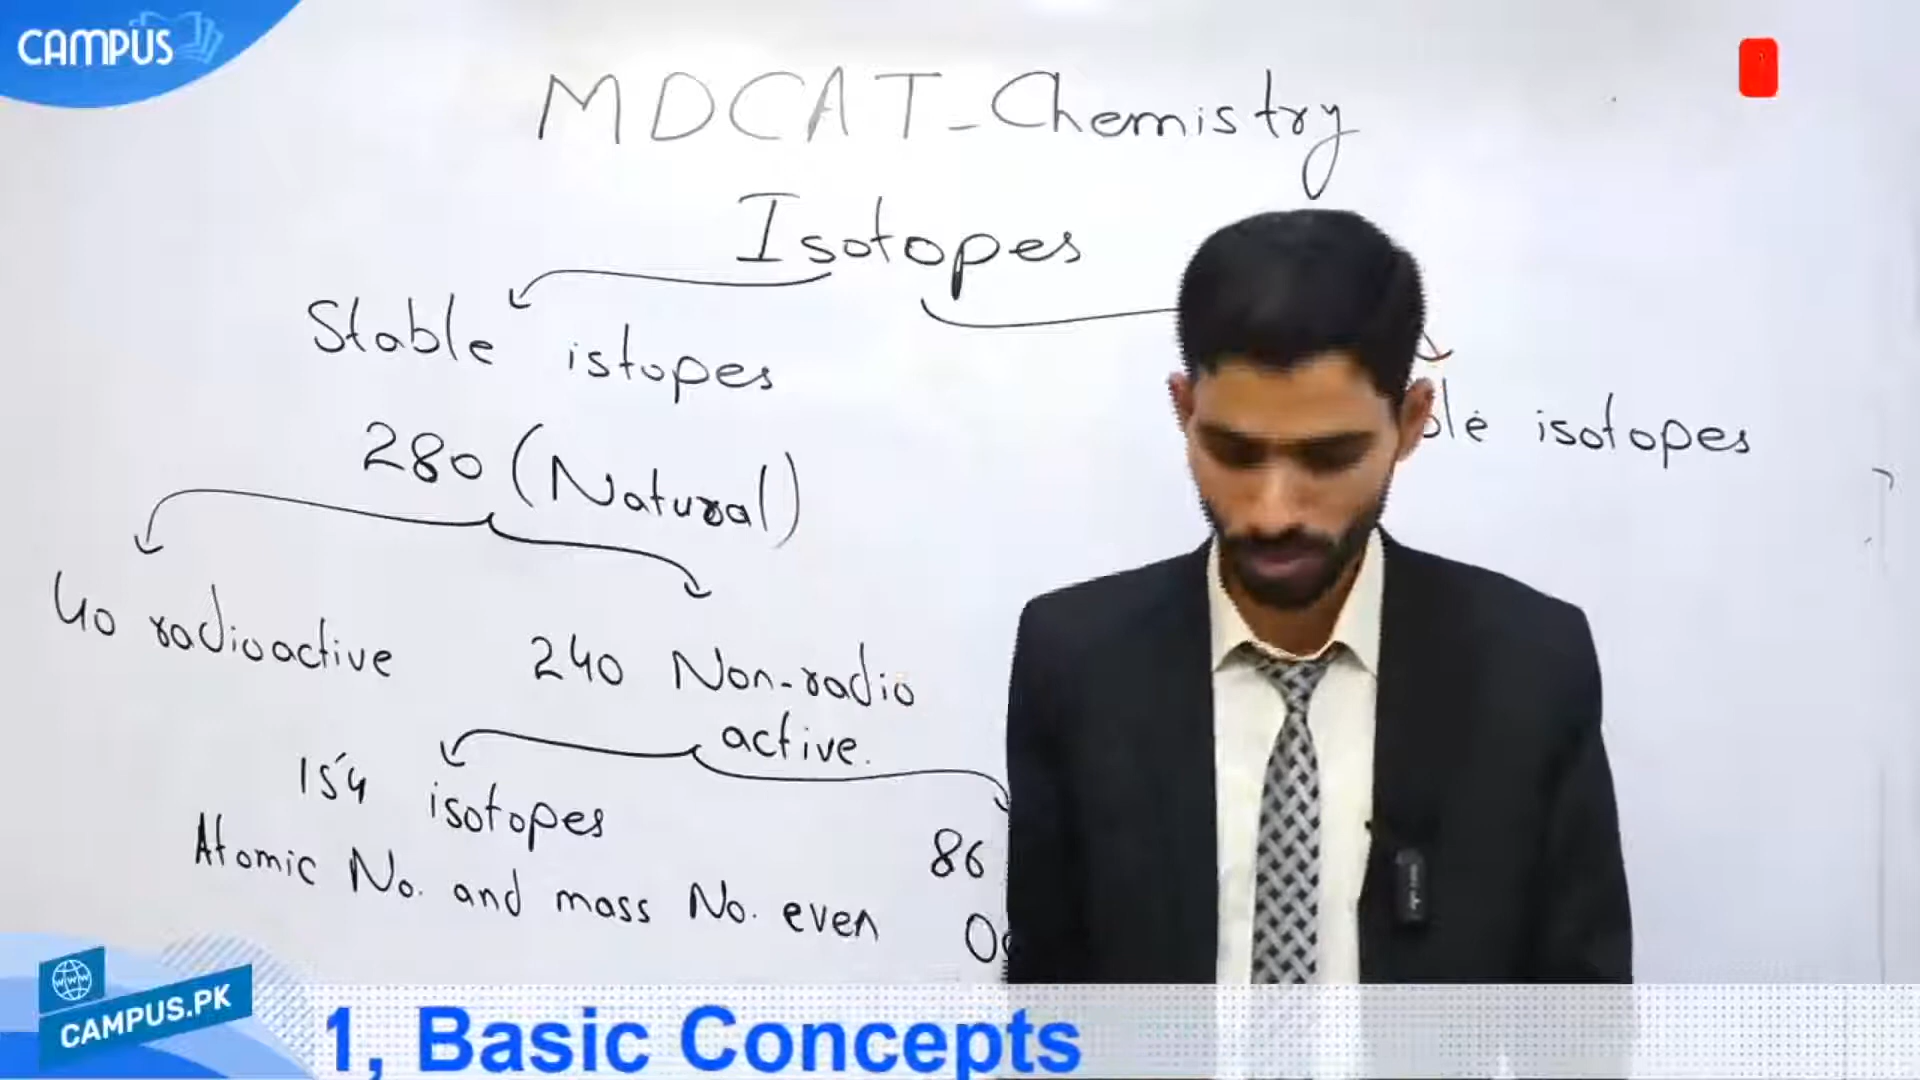 CAMPUS
MDCAT-Chemistry
Isotopes
Stable istopes
isotopes
280 (Natural)
40 radioactive
240 Non-radio
active.
154 isotopes
86
Atomic No. and mass No. even
WWW
CAMPUS.PK
1, Basic Concepts